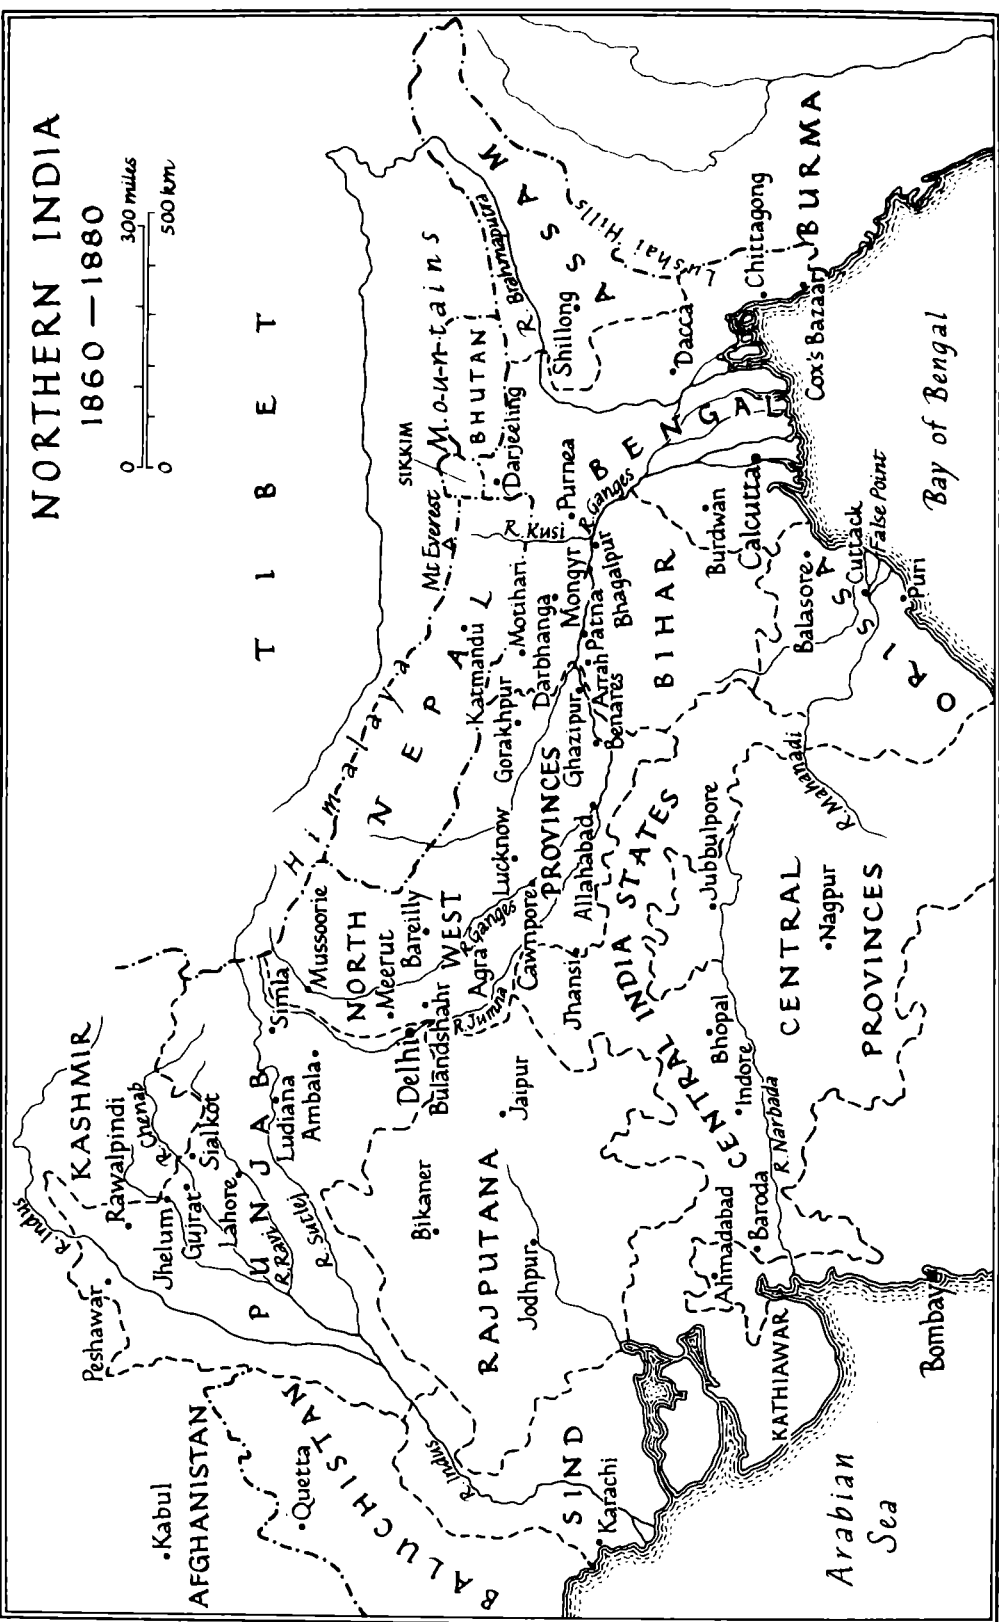 NORTHERN INDIA
1860 — 1880
0 300 miles
0 500 km
T I B E T
KASHMIR
R. Indus
Peshawar
Rawalpindi
R. Chenab
Jhelum
Gujrat
Sialkot
Lahore
PUNJAB
R. Ravi
R. Sutlej
Ludiana
Ambala
Simla
Kabul
AFGHANISTAN
Quetta
BALUCHISTAN
R. Indus
SIND
Karachi
Arabian
Sea
Himalaya Mountains
Mussoorie
NORTH
WEST
PROVINCES
Meerut
Bareilly
Delhi
Bulandshahr
R. Ganges
R. Jumna
Agra
Cawnpore
Lucknow
Jhansi
Allahabad
Gorakhpur
Ghazipur
Benares
NEPAL
Katmandu
Mt Everest
SIKKIM
BHUTAN
Darjeeling
R. Brahmaputra
ASSAM
Shillong
Lushai Hills
Motihari
Darbhanga
R. Kusi
Purnea
Mongyr
R. Ganges
Arrah
Patna
Bhagalpur
BIHAR
BENGAL
Dacca
Chittagong
BURMA
Cox's Bazaar
Burdwan
Calcutta
Bay of Bengal
Balasore
Cuttack
False Point
Puri
ORISSA
R. Mahanadi
RAJPUTANA
Bikaner
Jaipur
Jodhpur
CENTRAL INDIA STATES
Jubbulpore
Bhopal
Indore
R. Narbada
Ahmadabad
Baroda
KATHIAWAR
Bombay
CENTRAL
PROVINCES
Nagpur